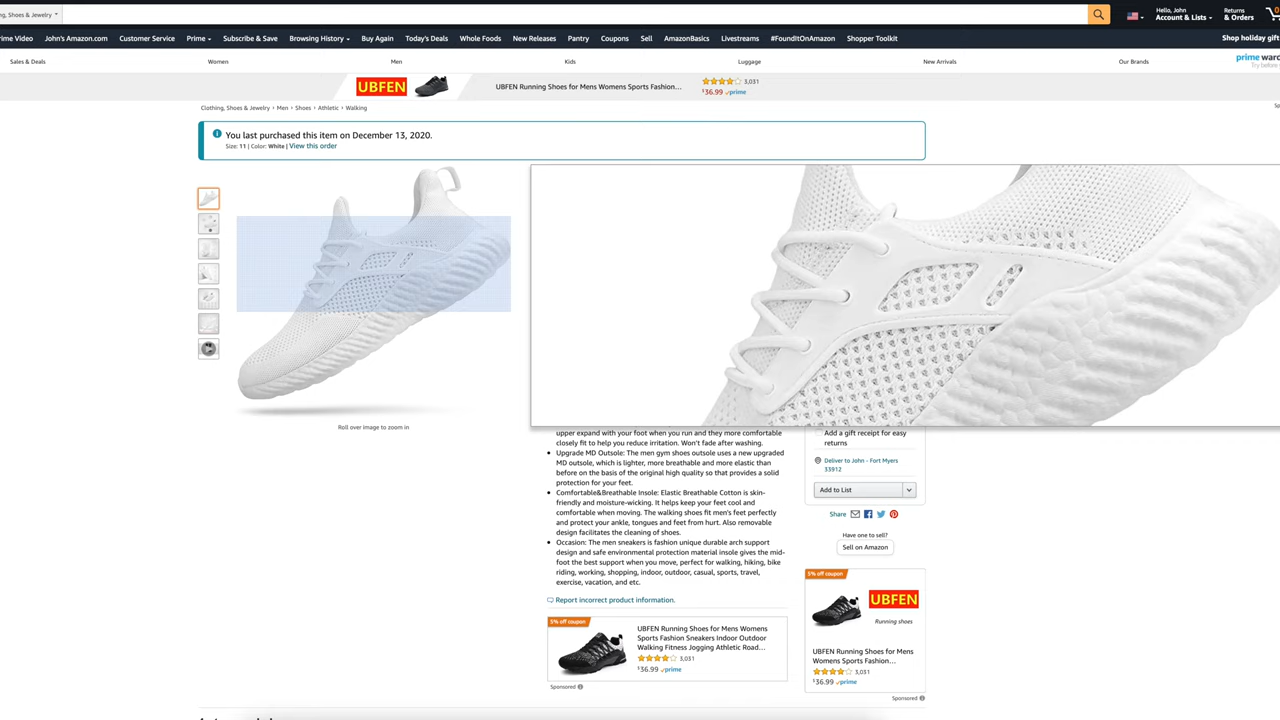 ng, Shoes & Jewelry
Hello, John
Account & Lists
Returns
& Orders
0
rime Video
John's Amazon.com
Customer Service
Prime
Subscribe & Save
Browsing History
Buy Again
Today's Deals
Whole Foods
New Releases
Pantry
Coupons
Sell
AmazonBasics
Livestreams
#FoundItOnAmazon
Shopper Toolkit
Shop holiday gift
Sales & Deals
Women
Men
Kids
Luggage
New Arrivals
Our Brands
prime ward
Try before
UBFEN
UBFEN Running Shoes for Mens Womens Sports Fashion...
3,031
$36.99 prime
Sp
Clothing, Shoes & Jewelry › Men › Shoes › Athletic › Walking
You last purchased this item on December 13, 2020.
Size: 11 | Color: White | View this order
Roll over image to zoom in
upper expand with your foot when you run and they more comfortable
closely fit to help you reduce irritation. Won't fade after washing.
• Upgrade MD Outsole: The men gym shoes outsole uses a new upgraded
MD outsole, which is lighter, more breathable and more elastic than
before on the basis of the original high quality so that provides a solid
protection for your feet.
• Comfortable&Breathable Insole: Elastic Breathable Cotton is skin-
friendly and moisture-wicking. It helps keep your feet cool and
comfortable when moving. The walking shoes fit men's feet perfectly
and protect your ankle, tongues and feet from hurt. Also removable
design facilitates the cleaning of shoes.
• Occasion: The men sneakers is fashion unique durable arch support
design and safe environmental protection material insole gives the mid-
foot the best support when you move, perfect for walking, hiking, bike
riding, working, shopping, indoor, outdoor, casual, sports, travel,
exercise, vacation, and etc.
Report incorrect product information.
5% off coupon
UBFEN Running Shoes for Mens Womens
Sports Fashion Sneakers Indoor Outdoor
Walking Fitness Jogging Athletic Road...
3,031
$36.99 prime
Sponsored
Add a gift receipt for easy
returns
Deliver to John - Fort Myers
33912
Add to List
Share
Have one to sell?
Sell on Amazon
5% off coupon
UBFEN
Running shoes
UBFEN Running Shoes for Mens
Womens Sports Fashion...
3,031
$36.99 prime
Sponsored